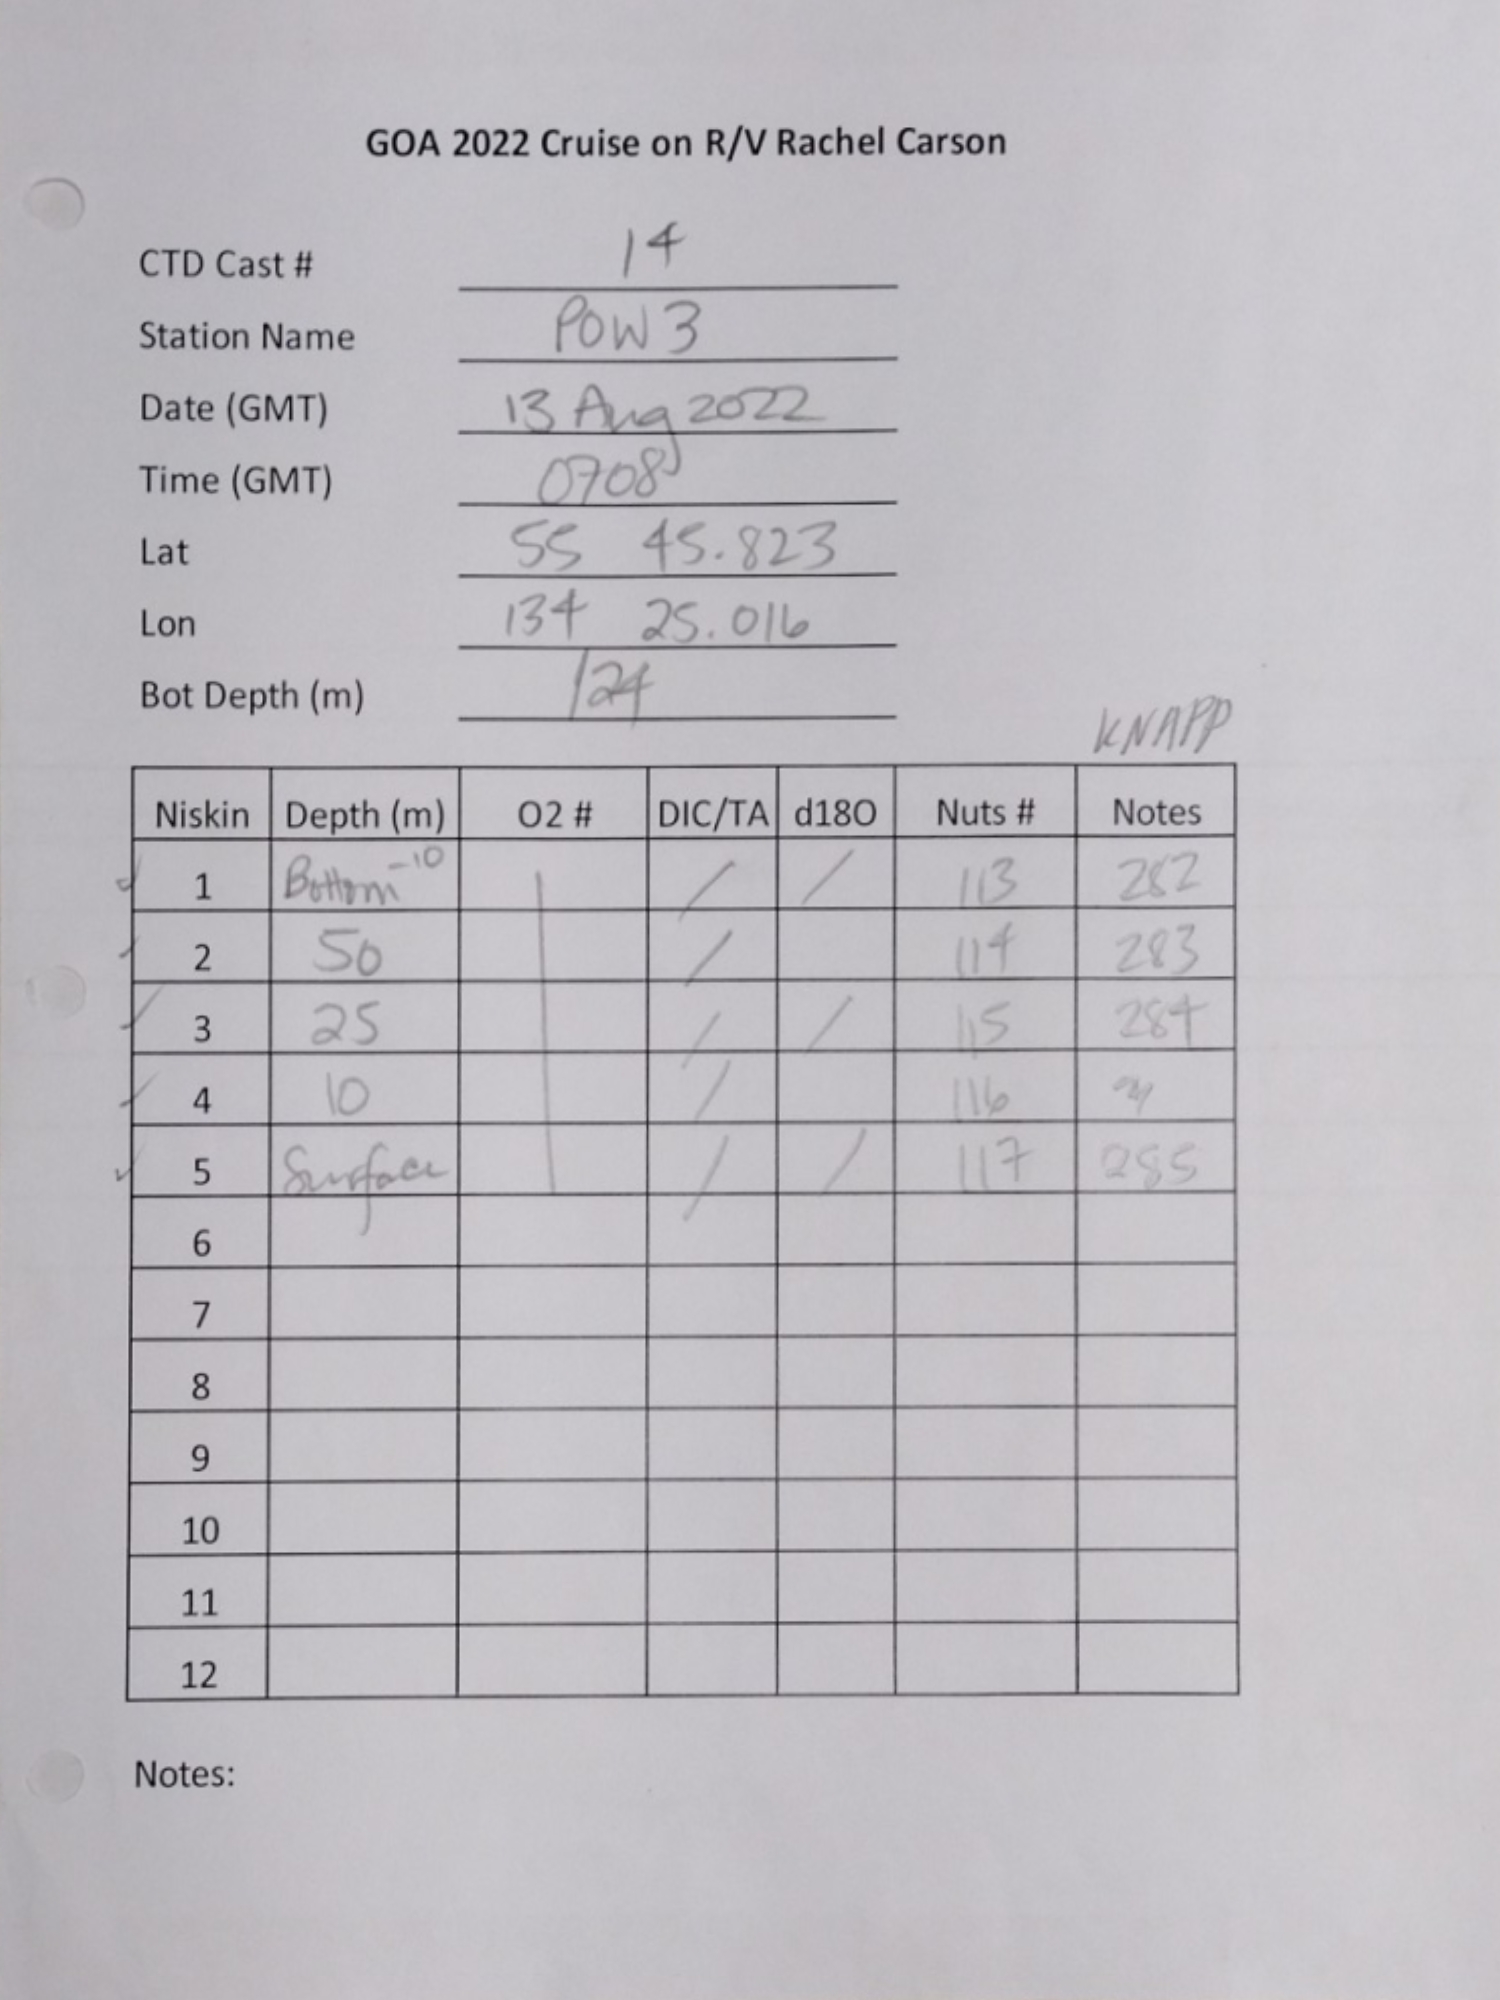 GOA 2022 Cruise on R/V Rachel Carson
CTD Cast # 14
Station Name POW 3
Date (GMT) 13 Aug 2022
Time (GMT) 0708
Lat 55 45.823
Lon 134 25.016
Bot Depth (m) 124
KNAPP
Niskin Depth (m) O2 # DIC/TA d18O Nuts # Notes
1 Bottom -10 / / 113 282
2 50 / 114 283
3 25 / / 115 284
4 10 / 116
5 Surface / / 117 285
6
7
8
9
10
11
12
Notes: